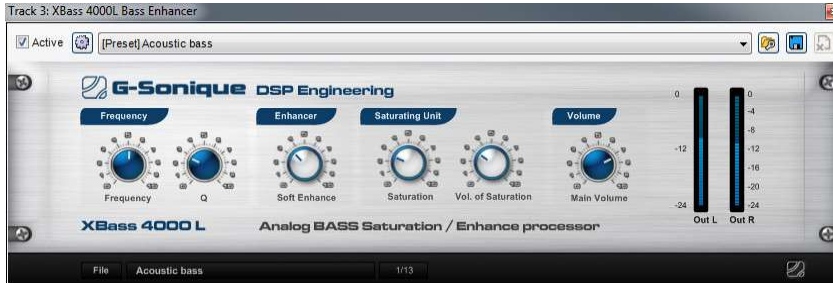 Track 3: XBass 4000L Bass Enhancer
Active [Preset] Acoustic bass
G-Sonique DSP Engineering
Frequency Enhancer Saturating Unit Volume
0 0
-4
-8
-12 -12
-16
-20
-24 -24
Frequency Q Soft Enhance Saturation Vol. of Saturation Main Volume
Out L Out R
XBass 4000 L Analog BASS Saturation / Enhance processor
File Acoustic bass 1/13